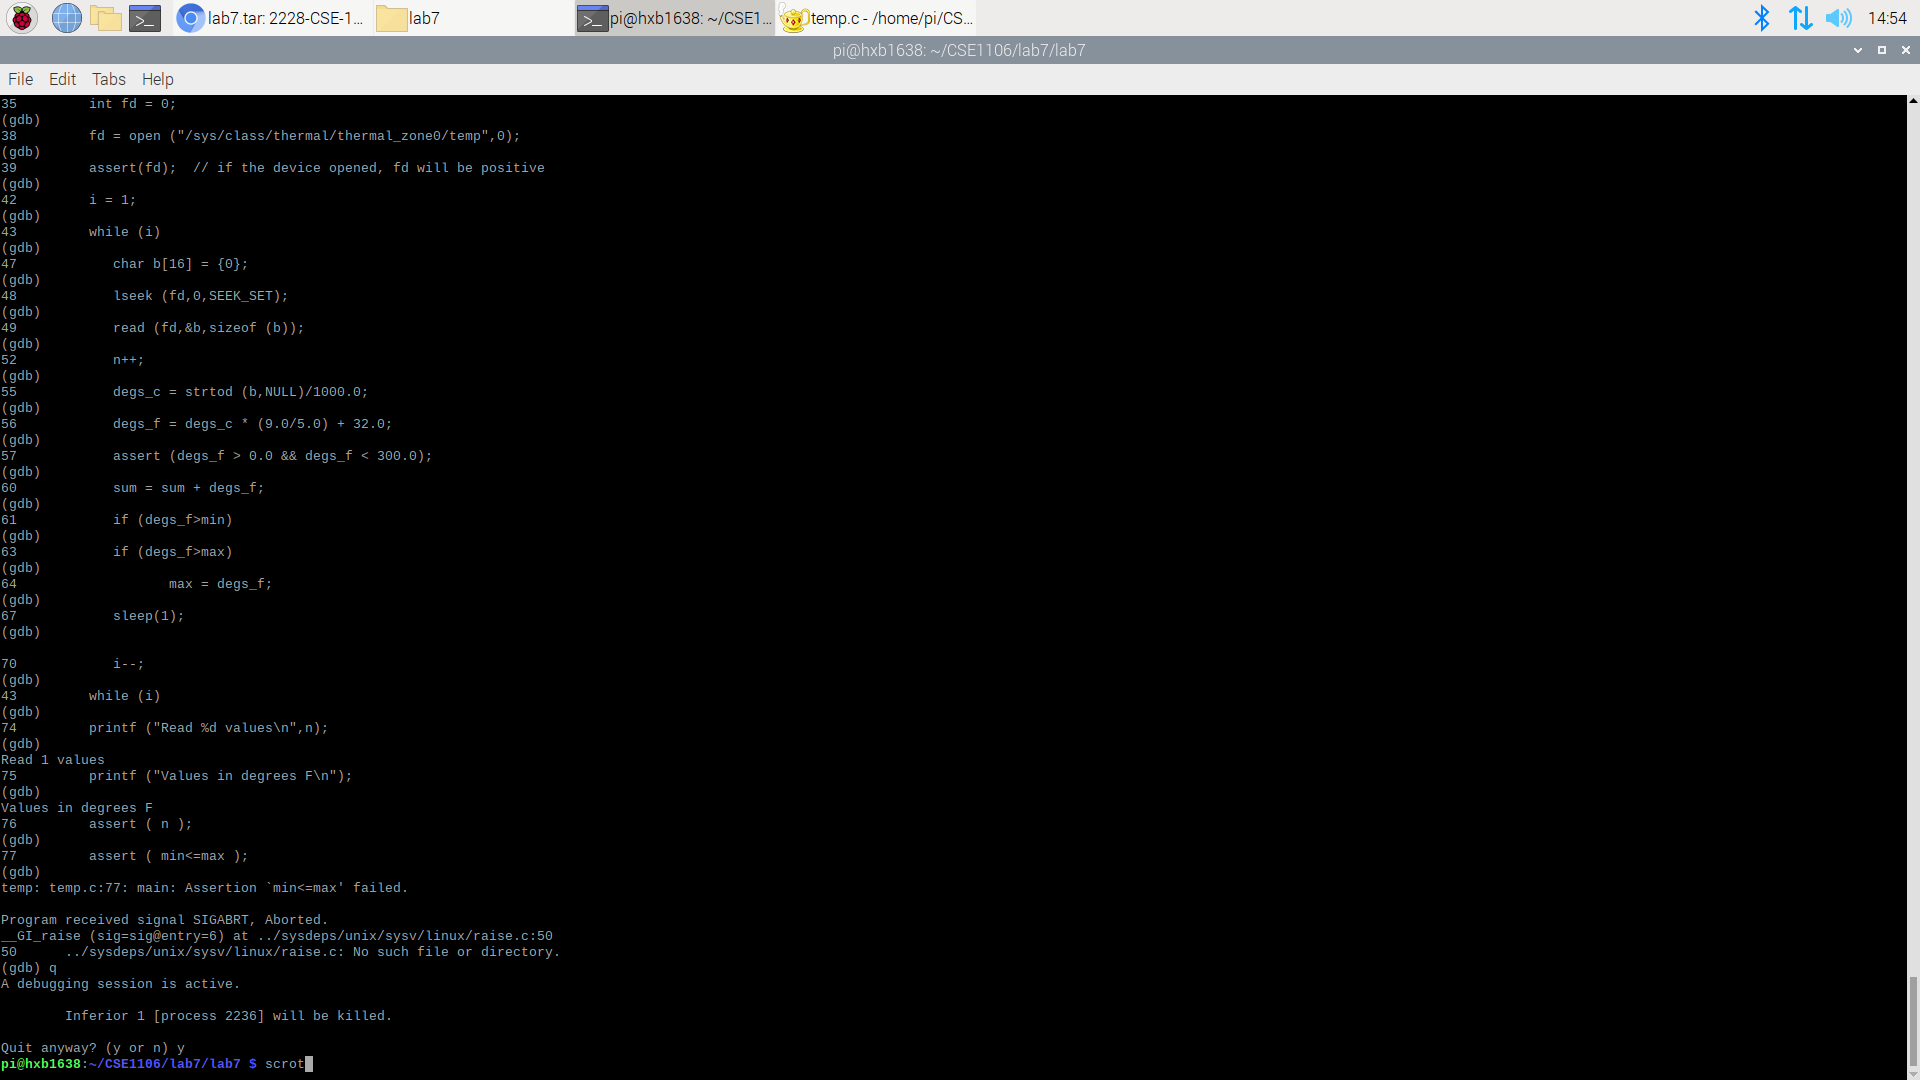 lab7.tar: 2228-CSE-1...
lab7
pi@hxb1638: ~/CSE1...
temp.c - /home/pi/CS...
14:54
pi@hxb1638: ~/CSE1106/lab7/lab7
File Edit Tabs Help
35 int fd = 0;
(gdb)
38 fd = open ("/sys/class/thermal/thermal_zone0/temp",0);
(gdb)
39 assert(fd); // if the device opened, fd will be positive
(gdb)
42 i = 1;
(gdb)
43 while (i)
(gdb)
47 char b[16] = {0};
(gdb)
48 lseek (fd,0,SEEK_SET);
(gdb)
49 read (fd,&b,sizeof (b));
(gdb)
52 n++;
(gdb)
55 degs_c = strtod (b,NULL)/1000.0;
(gdb)
56 degs_f = degs_c * (9.0/5.0) + 32.0;
(gdb)
57 assert (degs_f > 0.0 && degs_f < 300.0);
(gdb)
60 sum = sum + degs_f;
(gdb)
61 if (degs_f>min)
(gdb)
63 if (degs_f>max)
(gdb)
64 max = degs_f;
(gdb)
67 sleep(1);
(gdb)
70 i--;
(gdb)
43 while (i)
(gdb)
74 printf ("Read %d values\n",n);
(gdb)
Read 1 values
75 printf ("Values in degrees F\n");
(gdb)
Values in degrees F
76 assert ( n );
(gdb)
77 assert ( min<=max );
(gdb)
temp: temp.c:77: main: Assertion `min<=max' failed.
Program received signal SIGABRT, Aborted.
__GI_raise (sig=sig@entry=6) at ../sysdeps/unix/sysv/linux/raise.c:50
50 ../sysdeps/unix/sysv/linux/raise.c: No such file or directory.
(gdb) q
A debugging session is active.
Inferior 1 [process 2236] will be killed.
Quit anyway? (y or n) y
pi@hxb1638:~/CSE1106/lab7/lab7 $ scrot